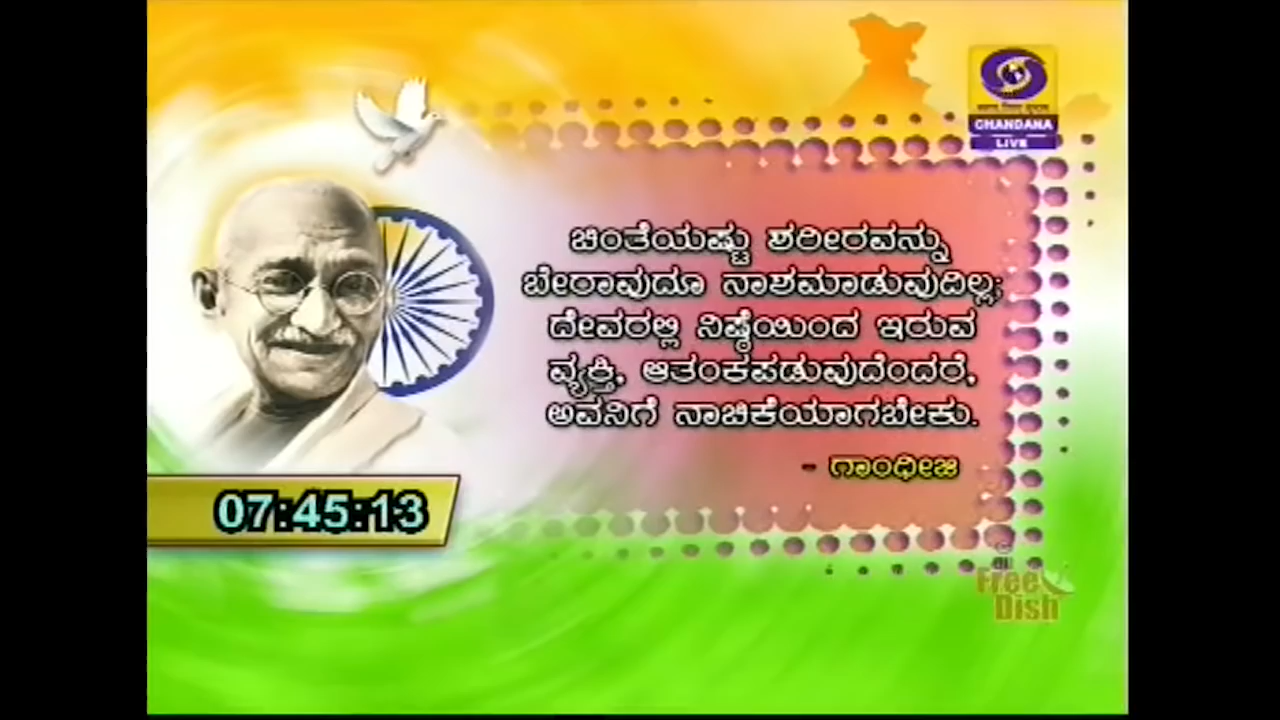 CHANDANA
LIVE
ಚಿಂತೆಯಷ್ಟು ಶರೀರವನ್ನು
ಬೇರಾವುದೂ ನಾಶಮಾಡುವುದಿಲ್ಲ;
ದೇವರಲ್ಲಿ ನಿಷ್ಠೆಯಿಂದ ಇರುವ
ವ್ಯಕ್ತಿ, ಆತಂಕಪಡುವುದೆಂದರೆ,
ಅವನಿಗೆ ನಾಚಿಕೆಯಾಗಬೇಕು.
- ಗಾಂಧೀಜಿ
07:45:13
Free
Dish